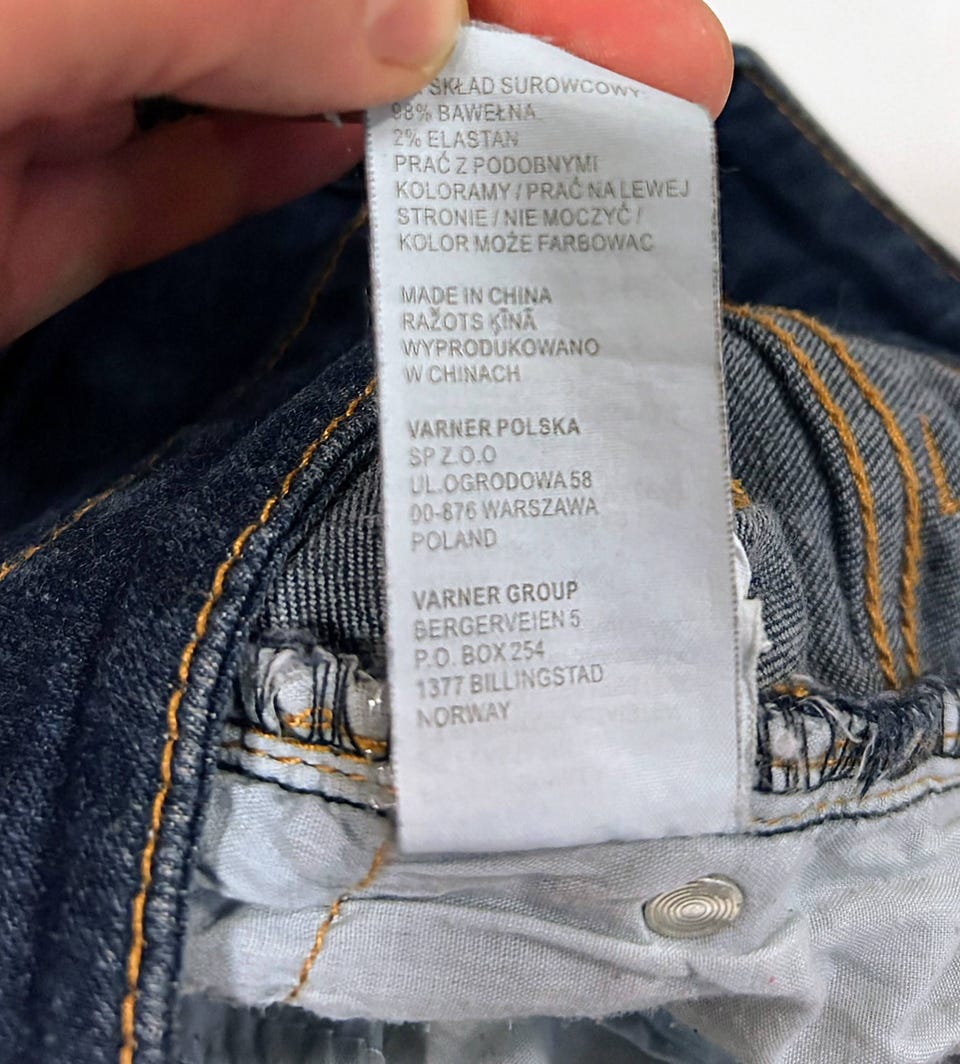 SKŁAD SUROWCOWY
98% BAWEŁNA
2% ELASTAN
PRAĆ Z PODOBNYMI
KOLORAMY / PRAĆ NA LEWEJ
STRONIE / NIE MOCZYĆ /
KOLOR MOŻE FARBOWAC
MADE IN CHINA
RAŽOTS ĶĪNĀ
WYPRODUKOWANO
W CHINACH
VARNER POLSKA
SP Z.O.O
UL.OGRODOWA 58
00-876 WARSZAWA
POLAND
VARNER GROUP
BERGERVEIEN 5
P.O. BOX 254
1377 BILLINGSTAD
NORWAY